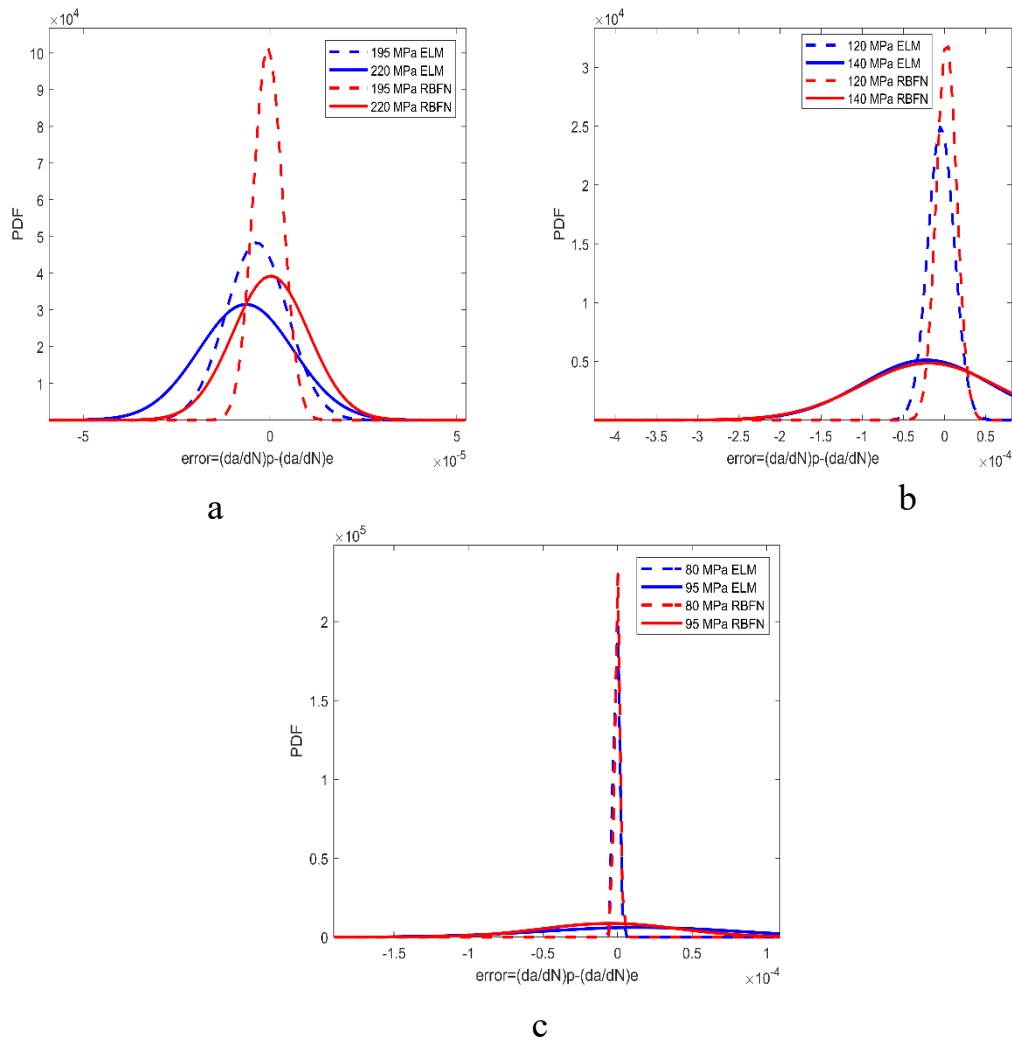 ×10⁴
195 MPa ELM
220 MPa ELM
195 MPa RBFN
220 MPa RBFN
10
9
8
7
6
5
4
3
2
1
PDF
-5
0
5
error=(da/dN)p-(da/dN)e
×10⁻⁵
a
×10⁴
120 MPa ELM
140 MPa ELM
120 MPa RBFN
140 MPa RBFN
3
2.5
2
1.5
1
0.5
PDF
-4
-3.5
-3
-2.5
-2
-1.5
-1
-0.5
0
0.5
error=(da/dN)p-(da/dN)e
×10⁻⁴
b
×10⁵
80 MPa ELM
95 MPa ELM
80 MPa RBFN
95 MPa RBFN
2
1.5
1
0.5
0
PDF
-1.5
-1
-0.5
0
0.5
1
error=(da/dN)p-(da/dN)e
×10⁻⁴
c